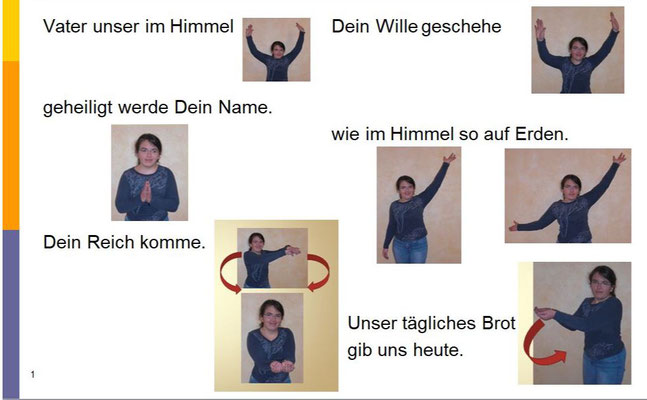 Vater unser im Himmel
geheiligt werde Dein Name.
Dein Reich komme.
Dein Wille geschehe
wie im Himmel so auf Erden.
Unser tägliches Brot
gib uns heute.
1